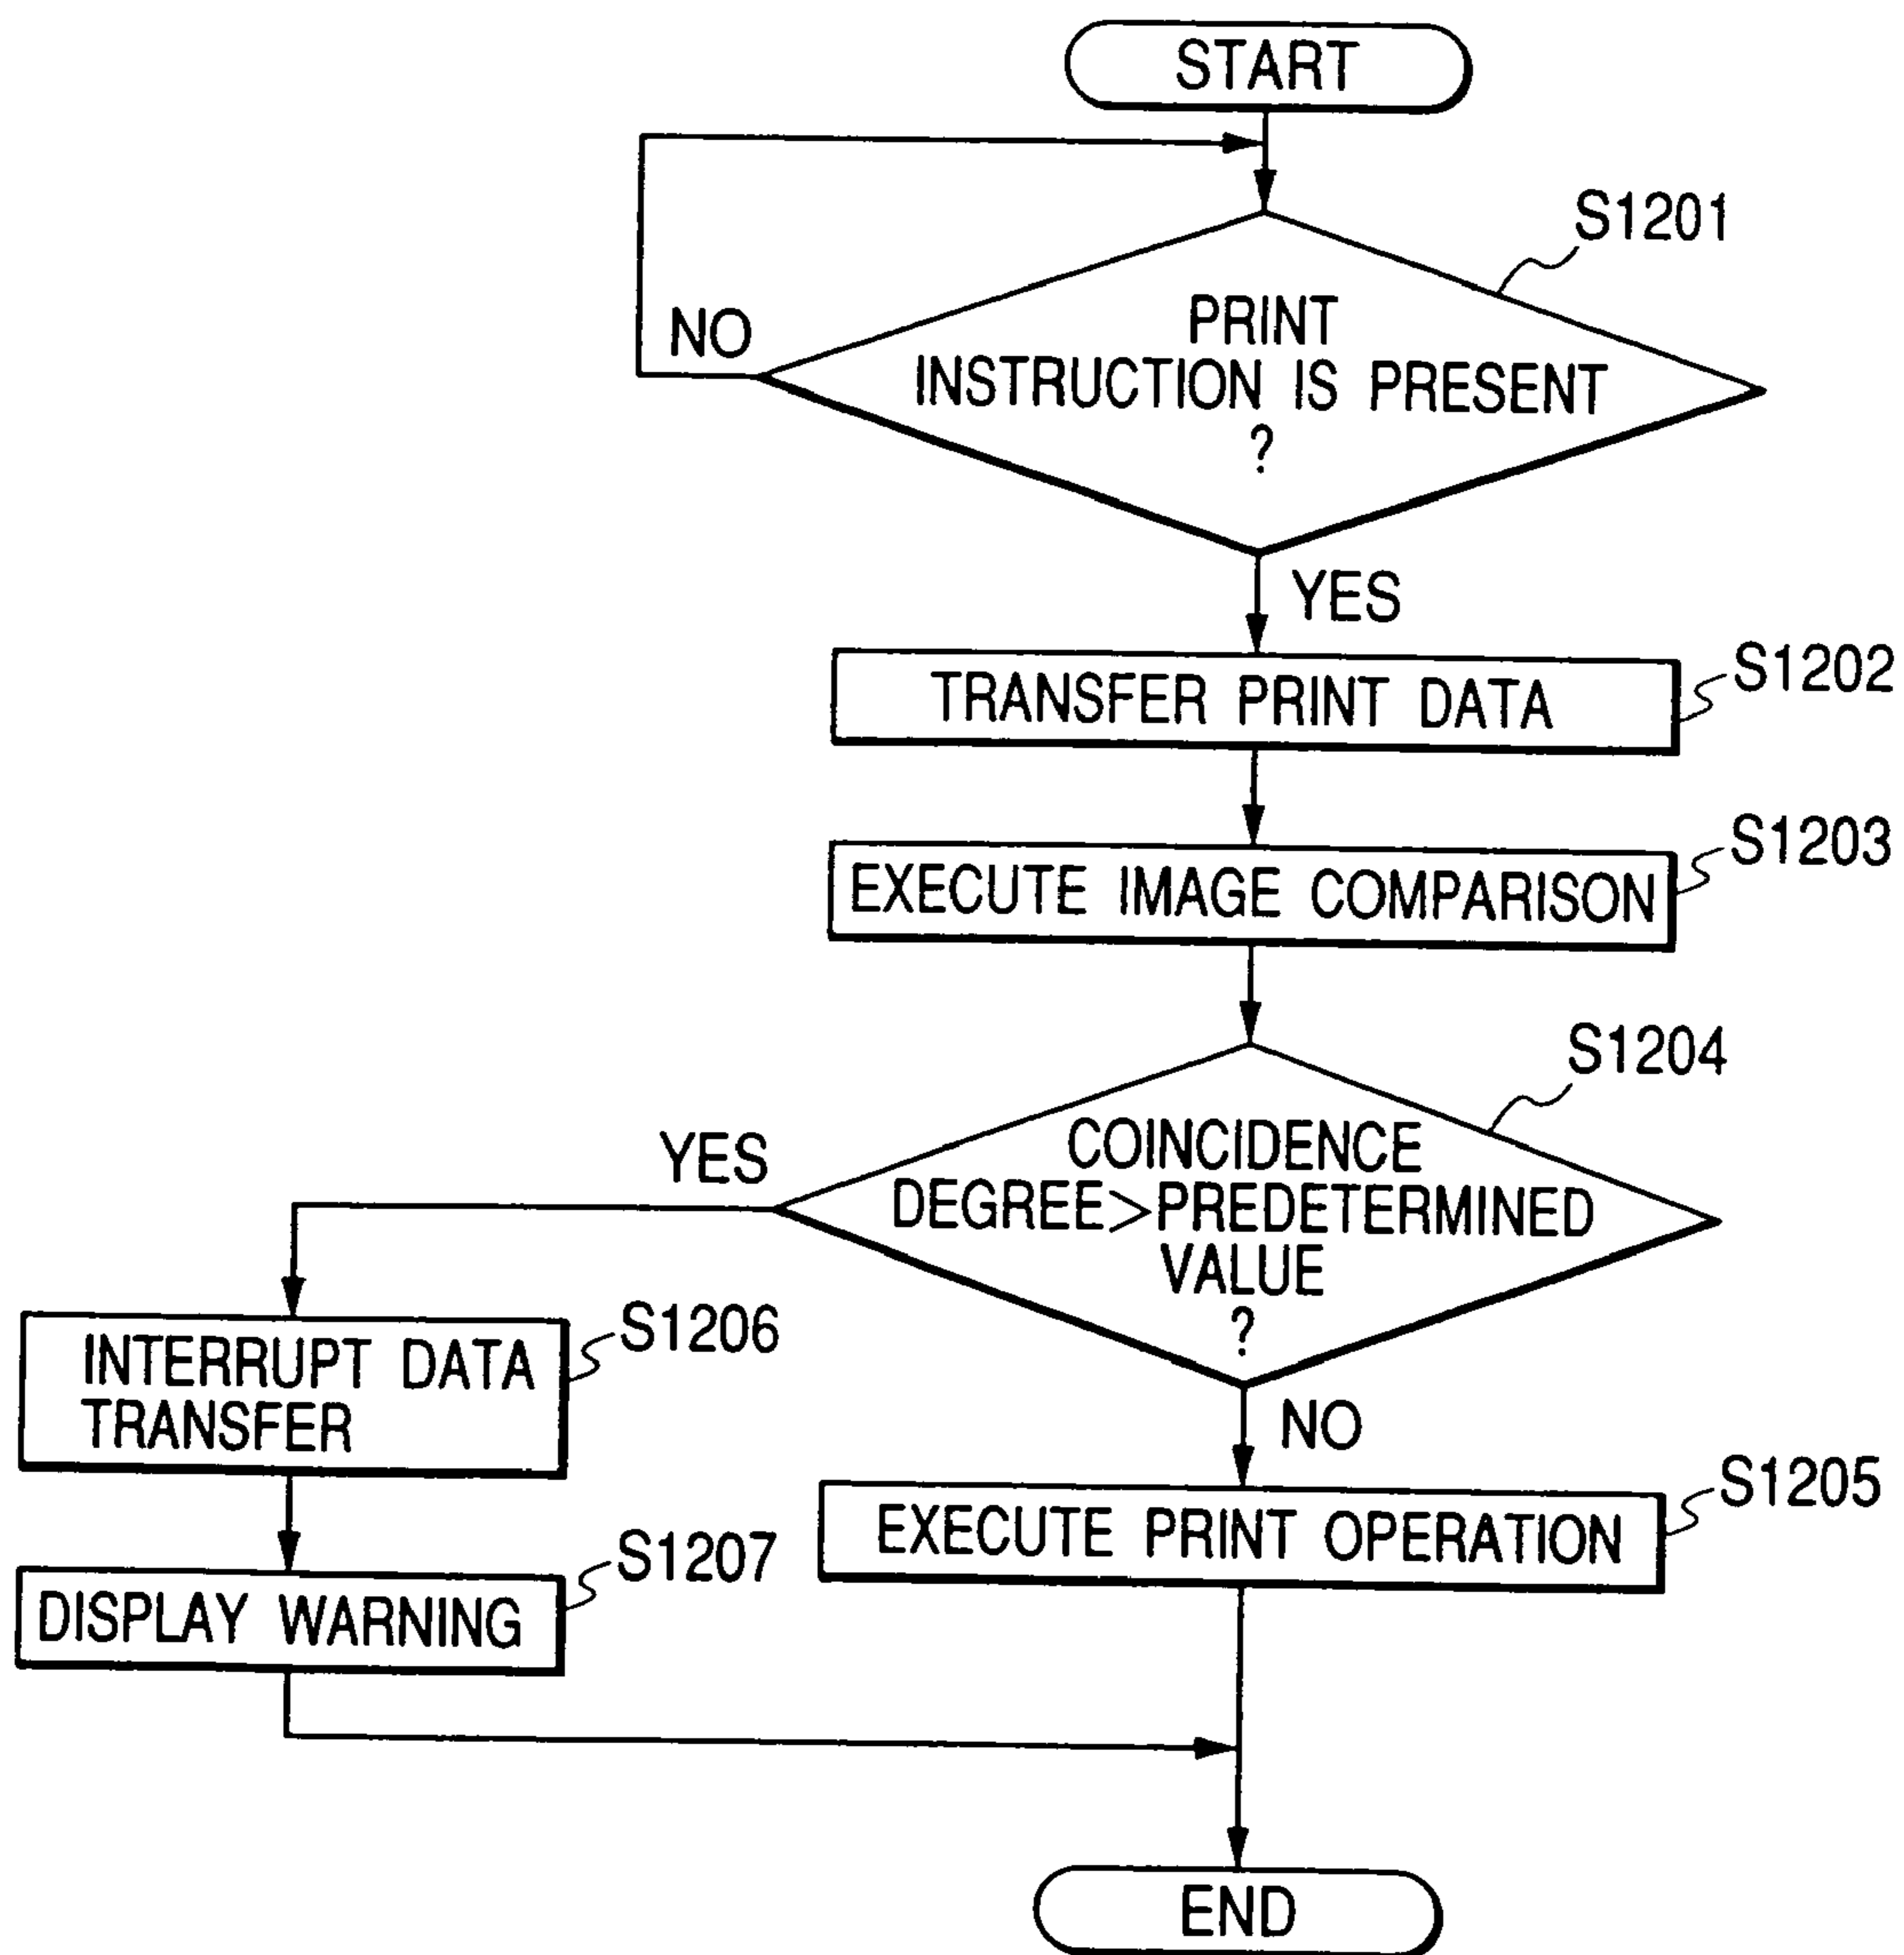 START
S1201
NO
PRINT
INSTRUCTION IS PRESENT
?
YES
TRANSFER PRINT DATA
S1202
EXECUTE IMAGE COMPARISON
S1203
S1204
YES
COINCIDENCE
DEGREE>PREDETERMINED
VALUE
?
INTERRUPT DATA
TRANSFER
S1206
NO
EXECUTE PRINT OPERATION
S1205
DISPLAY WARNING
S1207
END